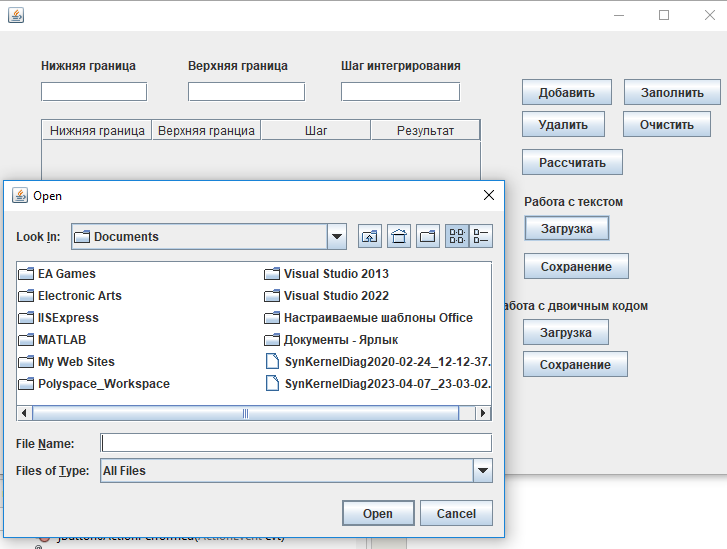 Нижняя граница Верхняя граница Шаг интегрирования
Добавить Заполнить
Удалить Очистить
Нижняя граница Верхняя гранциа Шаг Результат
Рассчитать
Open
Работа с текстом
Look In: Documents
Загрузка
EA Games Visual Studio 2013
Сохранение
Electronic Arts Visual Studio 2022
абота с двоичным кодом
IISExpress Настраиваемые шаблоны Office
Загрузка
MATLAB Документы - Ярлык
My Web Sites SynKernelDiag2020-02-24_12-12-37.
Сохранение
Polyspace_Workspace SynKernelDiag2023-04-07_23-03-02.
File Name:
Files of Type: All Files
Open Cancel